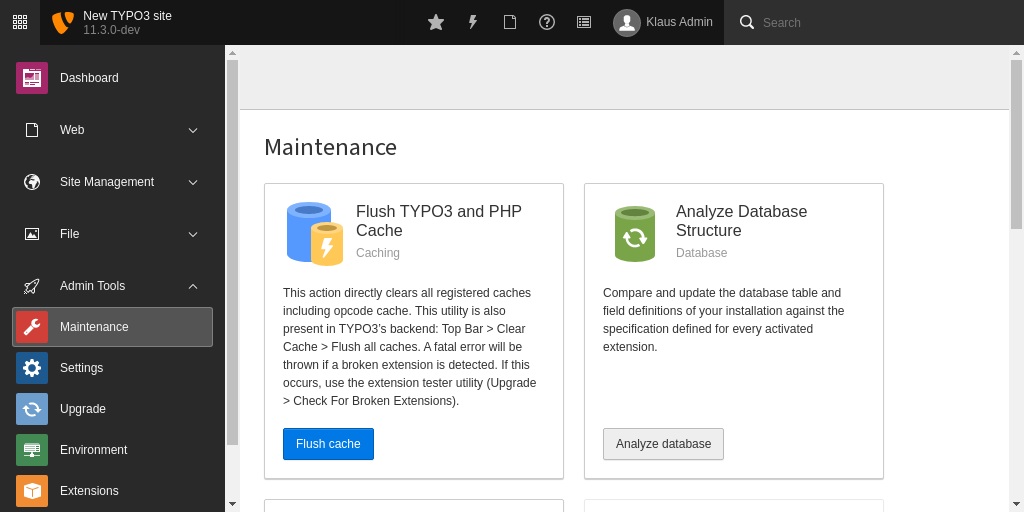 New TYPO3 site
11.3.0-dev
Klaus Admin
Search
Dashboard
Web
Site Management
File
Admin Tools
Maintenance
Settings
Upgrade
Environment
Extensions
Maintenance
Flush TYPO3 and PHP
Cache
Caching
This action directly clears all registered caches
including opcode cache. This utility is also
present in TYPO3’s backend: Top Bar > Clear
Cache > Flush all caches. A fatal error will be
thrown if a broken extension is detected. If this
occurs, use the extension tester utility (Upgrade
> Check For Broken Extensions).
Flush cache
Analyze Database
Structure
Database
Compare and update the database table and
field definitions of your installation against the
specification defined for every activated
extension.
Analyze database